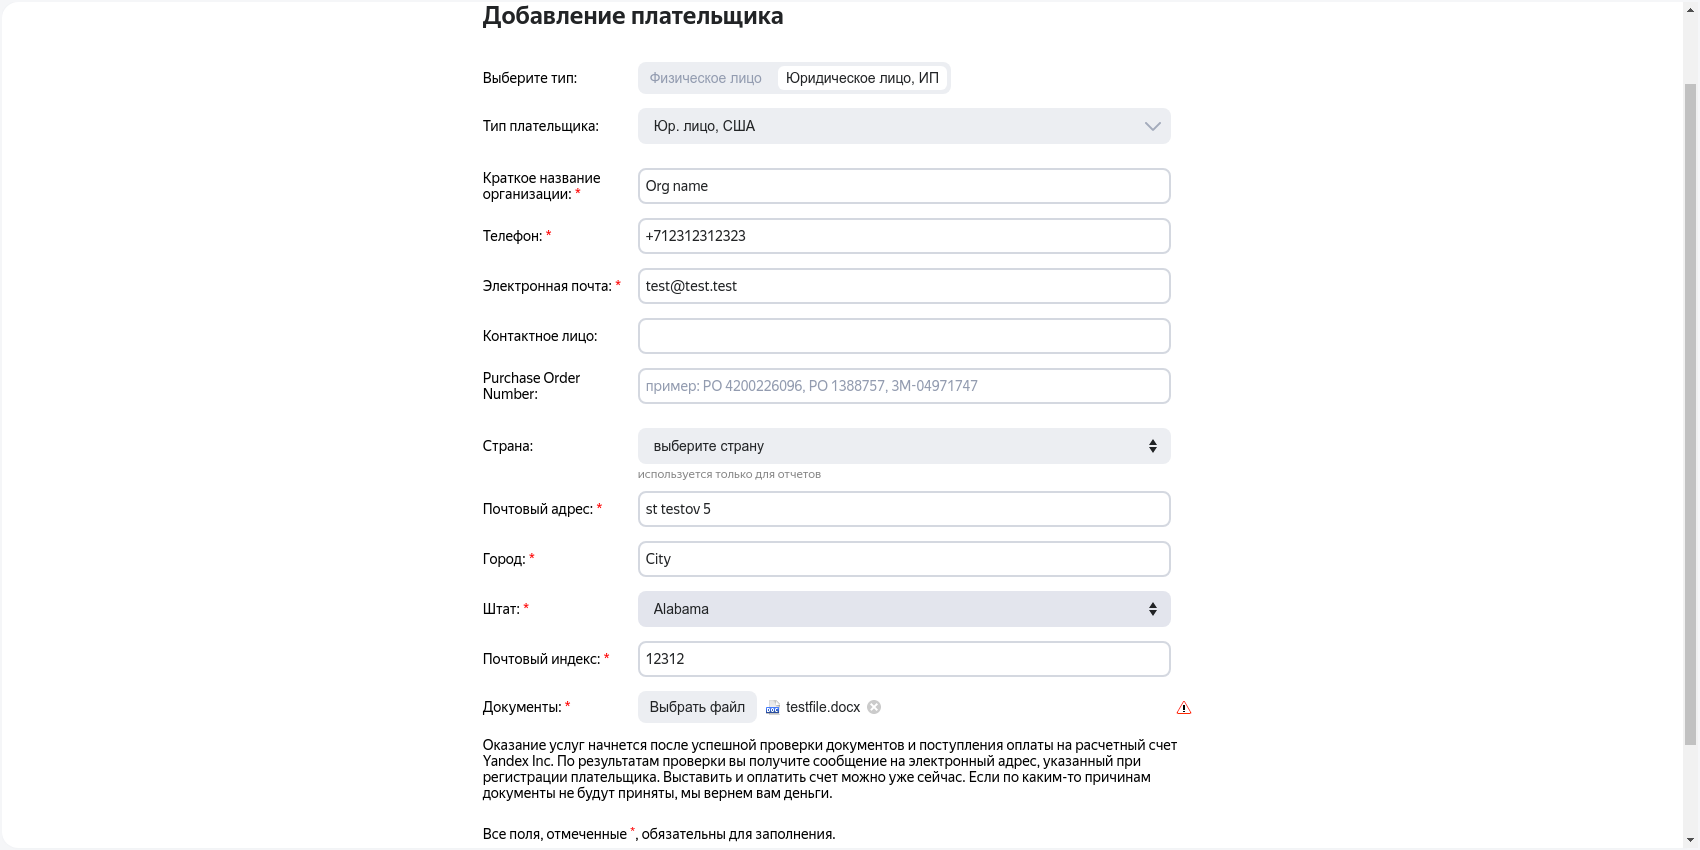 Добавление плательщика
Выберите тип: Физическое лицо Юридическое лицо, ИП
Тип плательщика: Юр. лицо, США
Краткое название
организации: * Org name
Телефон: * +712312312323
Электронная почта: * test@test.test
Контактное лицо:
Purchase Order
Number: пример: PO 4200226096, PO 1388757, 3M-04971747
Страна: выберите страну
используется только для отчетов
Почтовый адрес: * st testov 5
Город: * City
Штат: * Alabama
Почтовый индекс: * 12312
Документы: * Выбрать файл DOC testfile.docx
Оказание услуг начнется после успешной проверки документов и поступления оплаты на расчетный счет
Yandex Inc. По результатам проверки вы получите сообщение на электронный адрес, указанный при
регистрации плательщика. Выставить и оплатить счет можно уже сейчас. Если по каким-то причинам
документы не будут приняты, мы вернем вам деньги.
Все поля, отмеченные *, обязательны для заполнения.